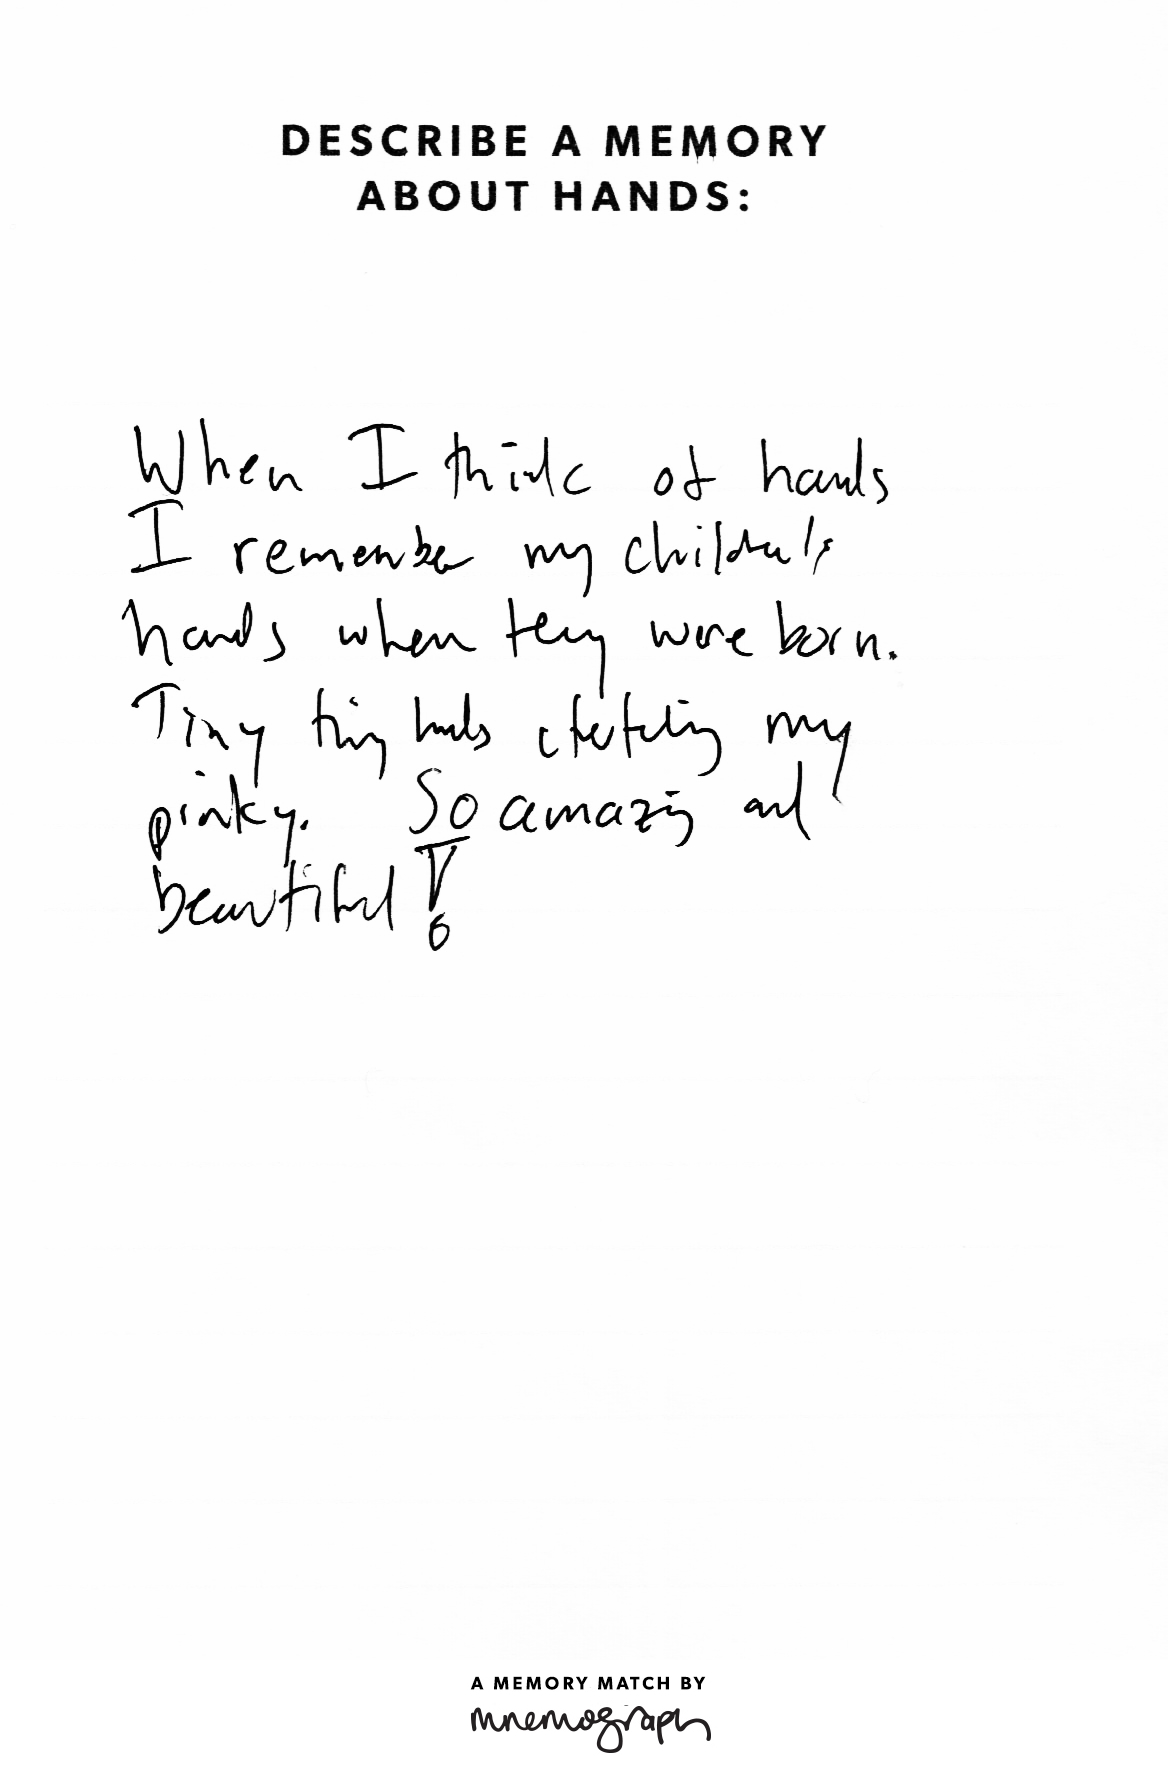 DESCRIBE A MEMORY
ABOUT HANDS:
When I think of hands
I remember my children's
hands when they were born.
Tiny tiny hands clutching my
pinky. So amazing and
beautiful!
A MEMORY MATCH BY
mnemograph